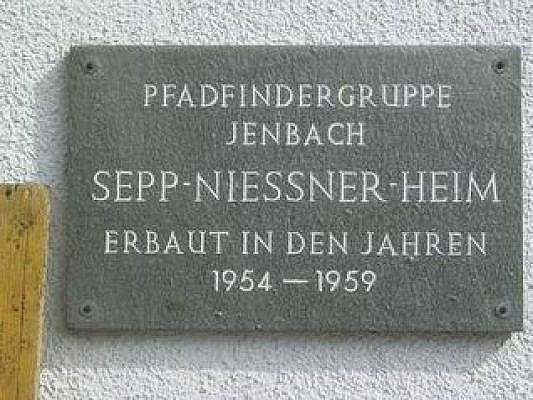 PFADFINDERGRUPPE
JENBACH
SEPP-NIESSNER-HEIM
ERBAUT IN DEN JAHREN
1954 — 1959